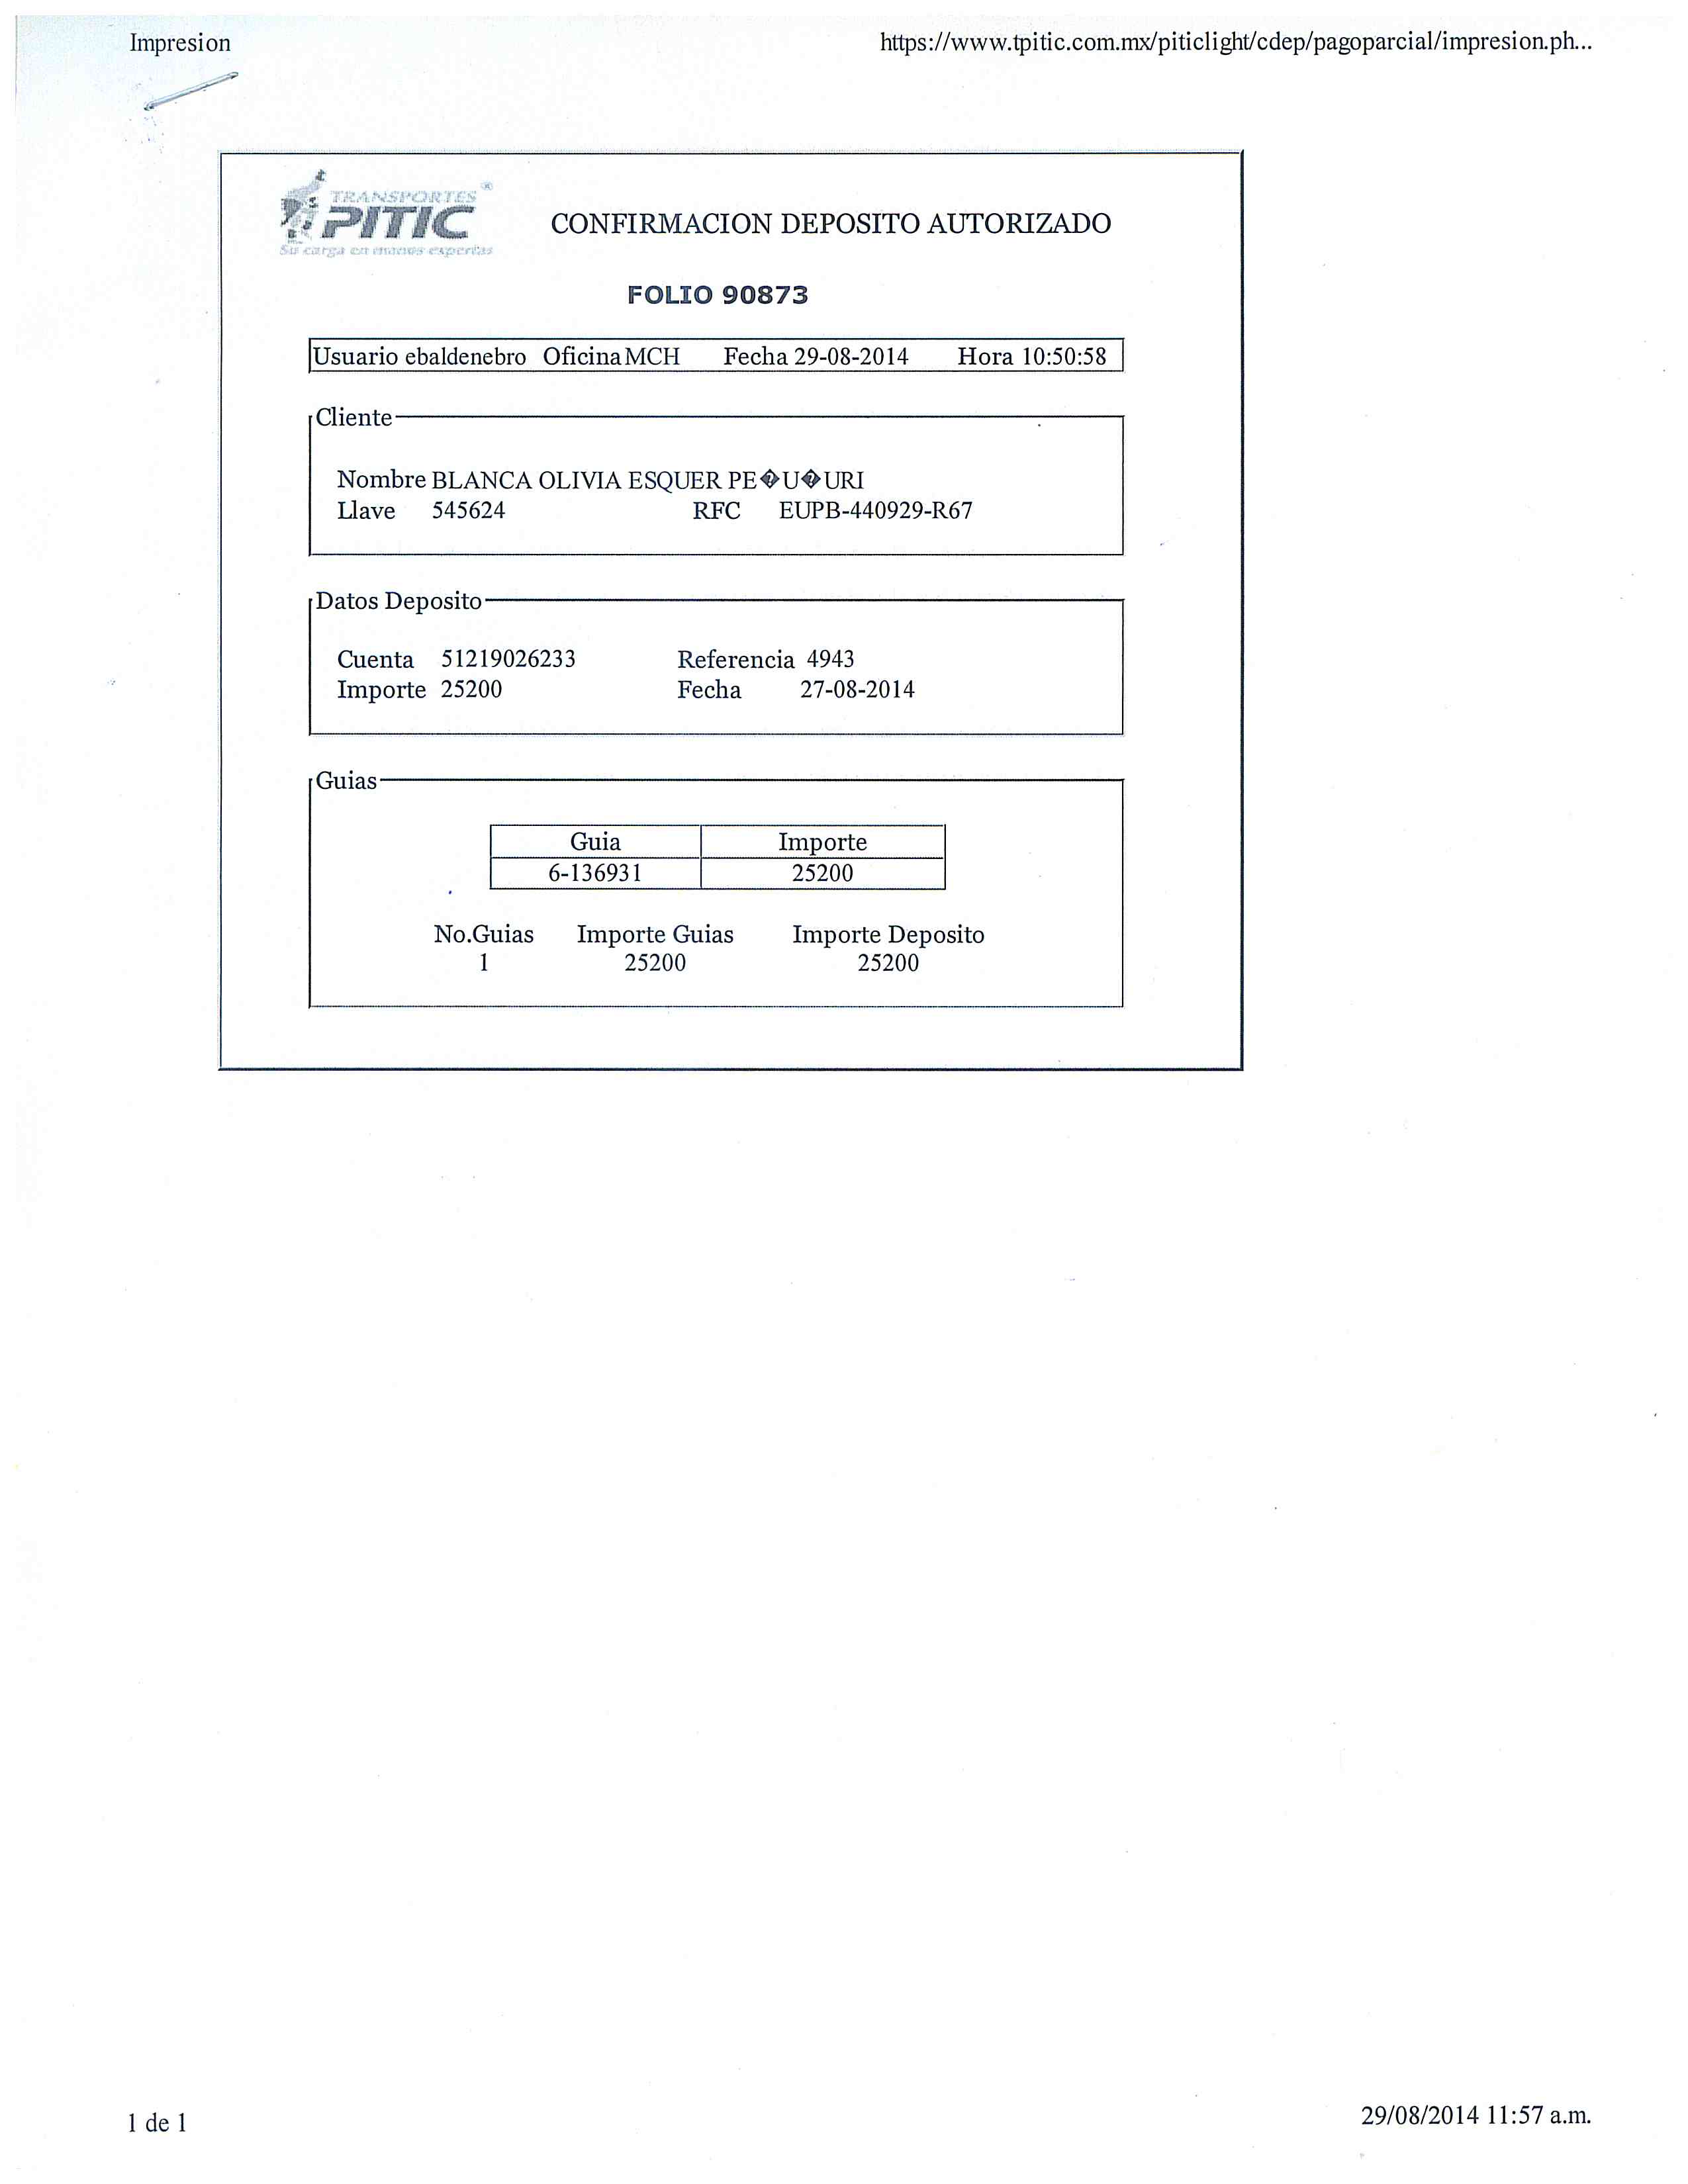 Impresion
https://www.tpitic.com.mx/piticlight/cdep/pagoparcial/impresion.ph...
TRANSPORTES ®
PITIC
Su carga en manos expertas
CONFIRMACION DEPOSITO AUTORIZADO
FOLIO 90873
Usuario ebaldenebro Oficina MCH Fecha 29-08-2014 Hora 10:50:58
Cliente
Nombre BLANCA OLIVIA ESQUER PE�U�URI
Llave 545624 RFC EUPB-440929-R67
Datos Deposito
Cuenta 51219026233 Referencia 4943
Importe 25200 Fecha 27-08-2014
Guias
Guia Importe
6-136931 25200
No.Guias Importe Guias Importe Deposito
1 25200 25200
1 de 1
29/08/2014 11:57 a.m.